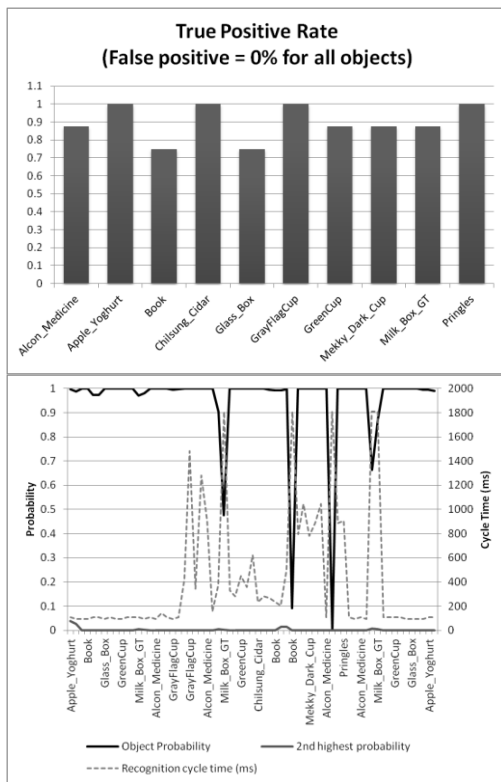 True Positive Rate
(False positive = 0% for all objects)
1.1
1
0.9
0.8
0.7
0.6
0.5
0.4
0.3
0.2
0.1
0
Alcon_Medicine
Apple_Yoghurt
Book
Chilsung_Cidar
Glass_Box
GrayFlagCup
GreenCup
Mekky_Dark_Cup
Milk_Box_GT
Pringles
Probability
1
0.9
0.8
0.7
0.6
0.5
0.4
0.3
0.2
0.1
0
2000
1800
1600
1400
1200
1000
800
600
400
200
0
Cycle Time (ms)
Apple_Yoghurt
Book
Glass_Box
GreenCup
Milk_Box_GT
Alcon_Medicine
GrayFlagCup
GrayFlagCup
Alcon_Medicine
Milk_Box_GT
GreenCup
Chilsung_Cidar
Book
Book
Mekky_Dark_Cup
Alcon_Medicine
Pringles
Alcon_Medicine
Milk_Box_GT
GreenCup
Glass_Box
Apple_Yoghurt
Object Probability
2nd highest probability
Recognition cycle time (ms)